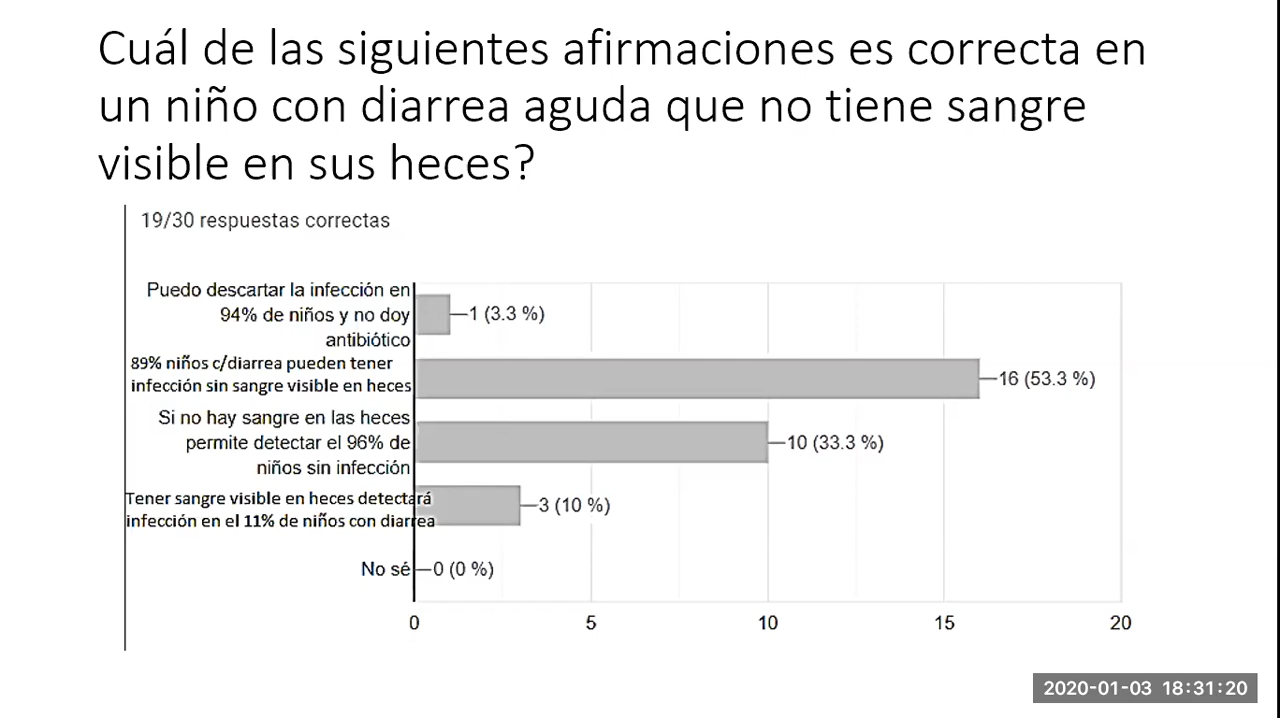 Cuál de las siguientes afirmaciones es correcta en
un niño con diarrea aguda que no tiene sangre
visible en sus heces?
19/30 respuestas correctas
Puedo descartar la infección en
94% de niños y no doy
antibiótico
1 (3.3 %)
89% niños c/diarrea pueden tener
infección sin sangre visible en heces
16 (53.3 %)
Si no hay sangre en las heces
permite detectar el 96% de
niños sin infección
10 (33.3 %)
Tener sangre visible en heces detectará
infección en el 11% de niños con diarrea
3 (10 %)
No sé
0 (0 %)
0 5 10 15 20
2020-01-03 18:31:20